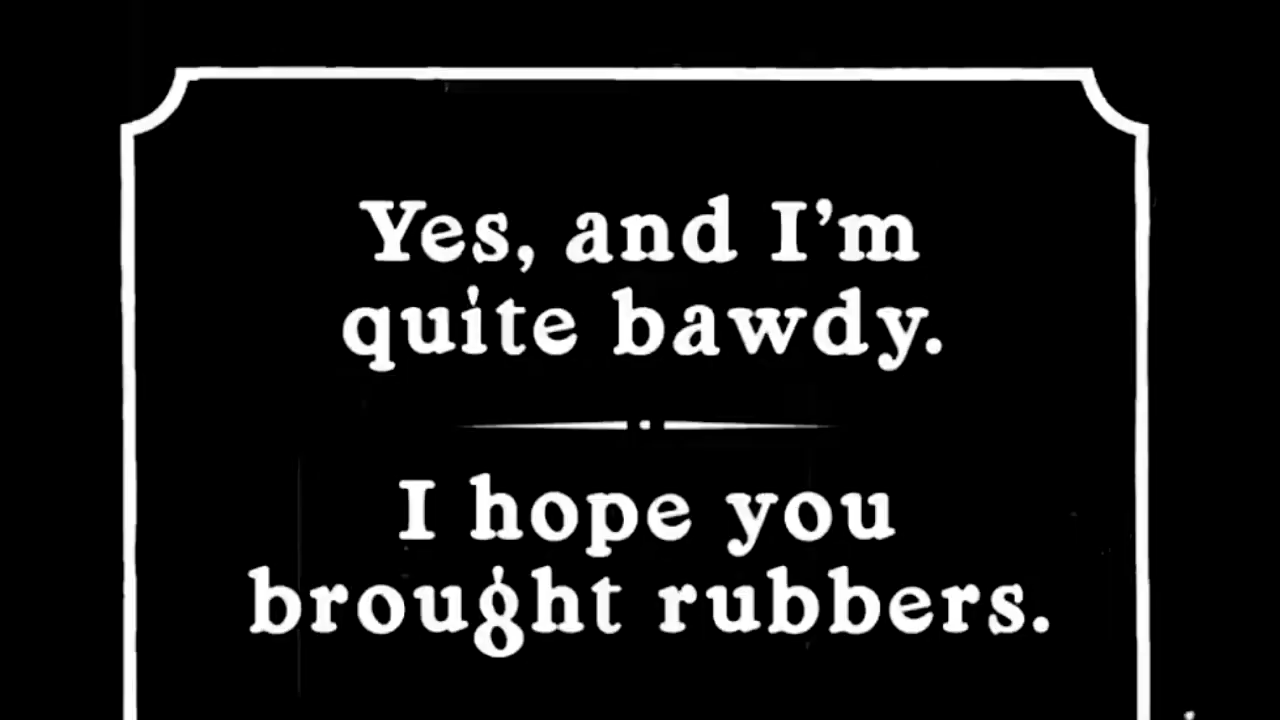 Yes, and I'm
quite bawdy.
I hope you
brought rubbers.